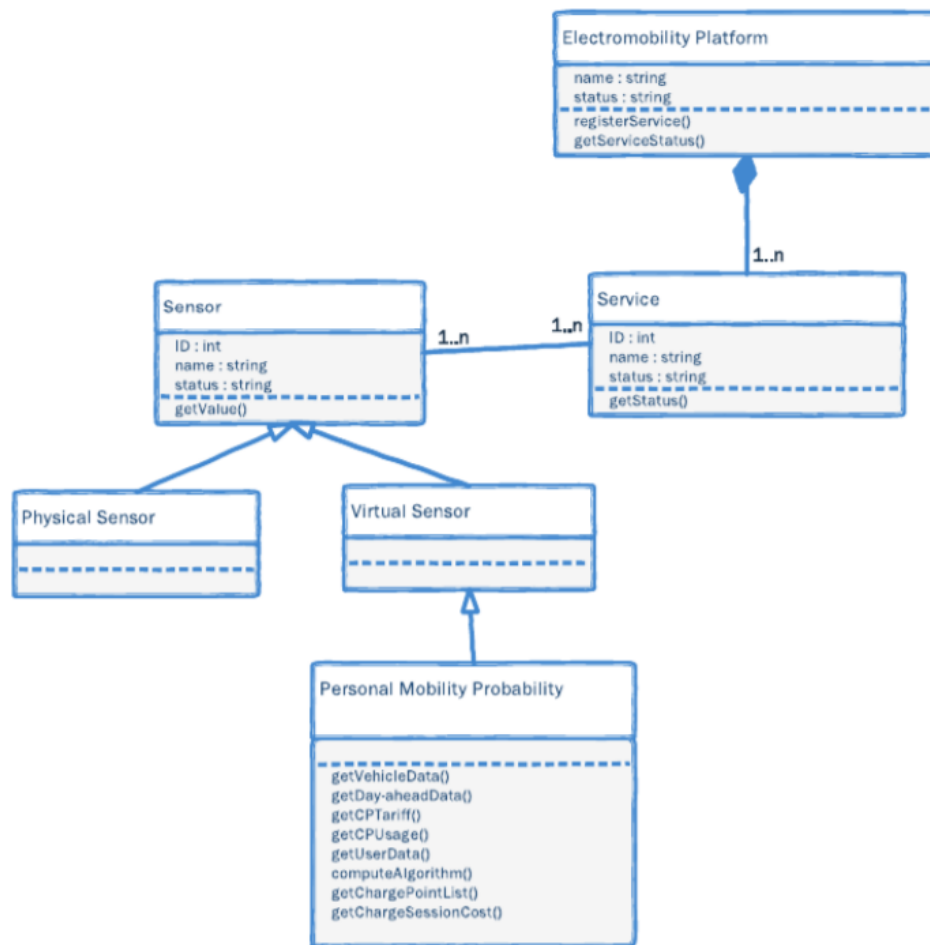 Electromobility Platform
name : string
status : string
registerService()
getServiceStatus()
1..n
Service
ID : int
name : string
status : string
getStatus()
1..n
1..n
Sensor
ID : int
name : string
status : string
getValue()
Physical Sensor
Virtual Sensor
Personal Mobility Probability
getVehicleData()
getDay-aheadData()
getCPTariff()
getCPUsage()
getUserData()
computeAlgorithm()
getChargePointList()
getChargeSessionCost()